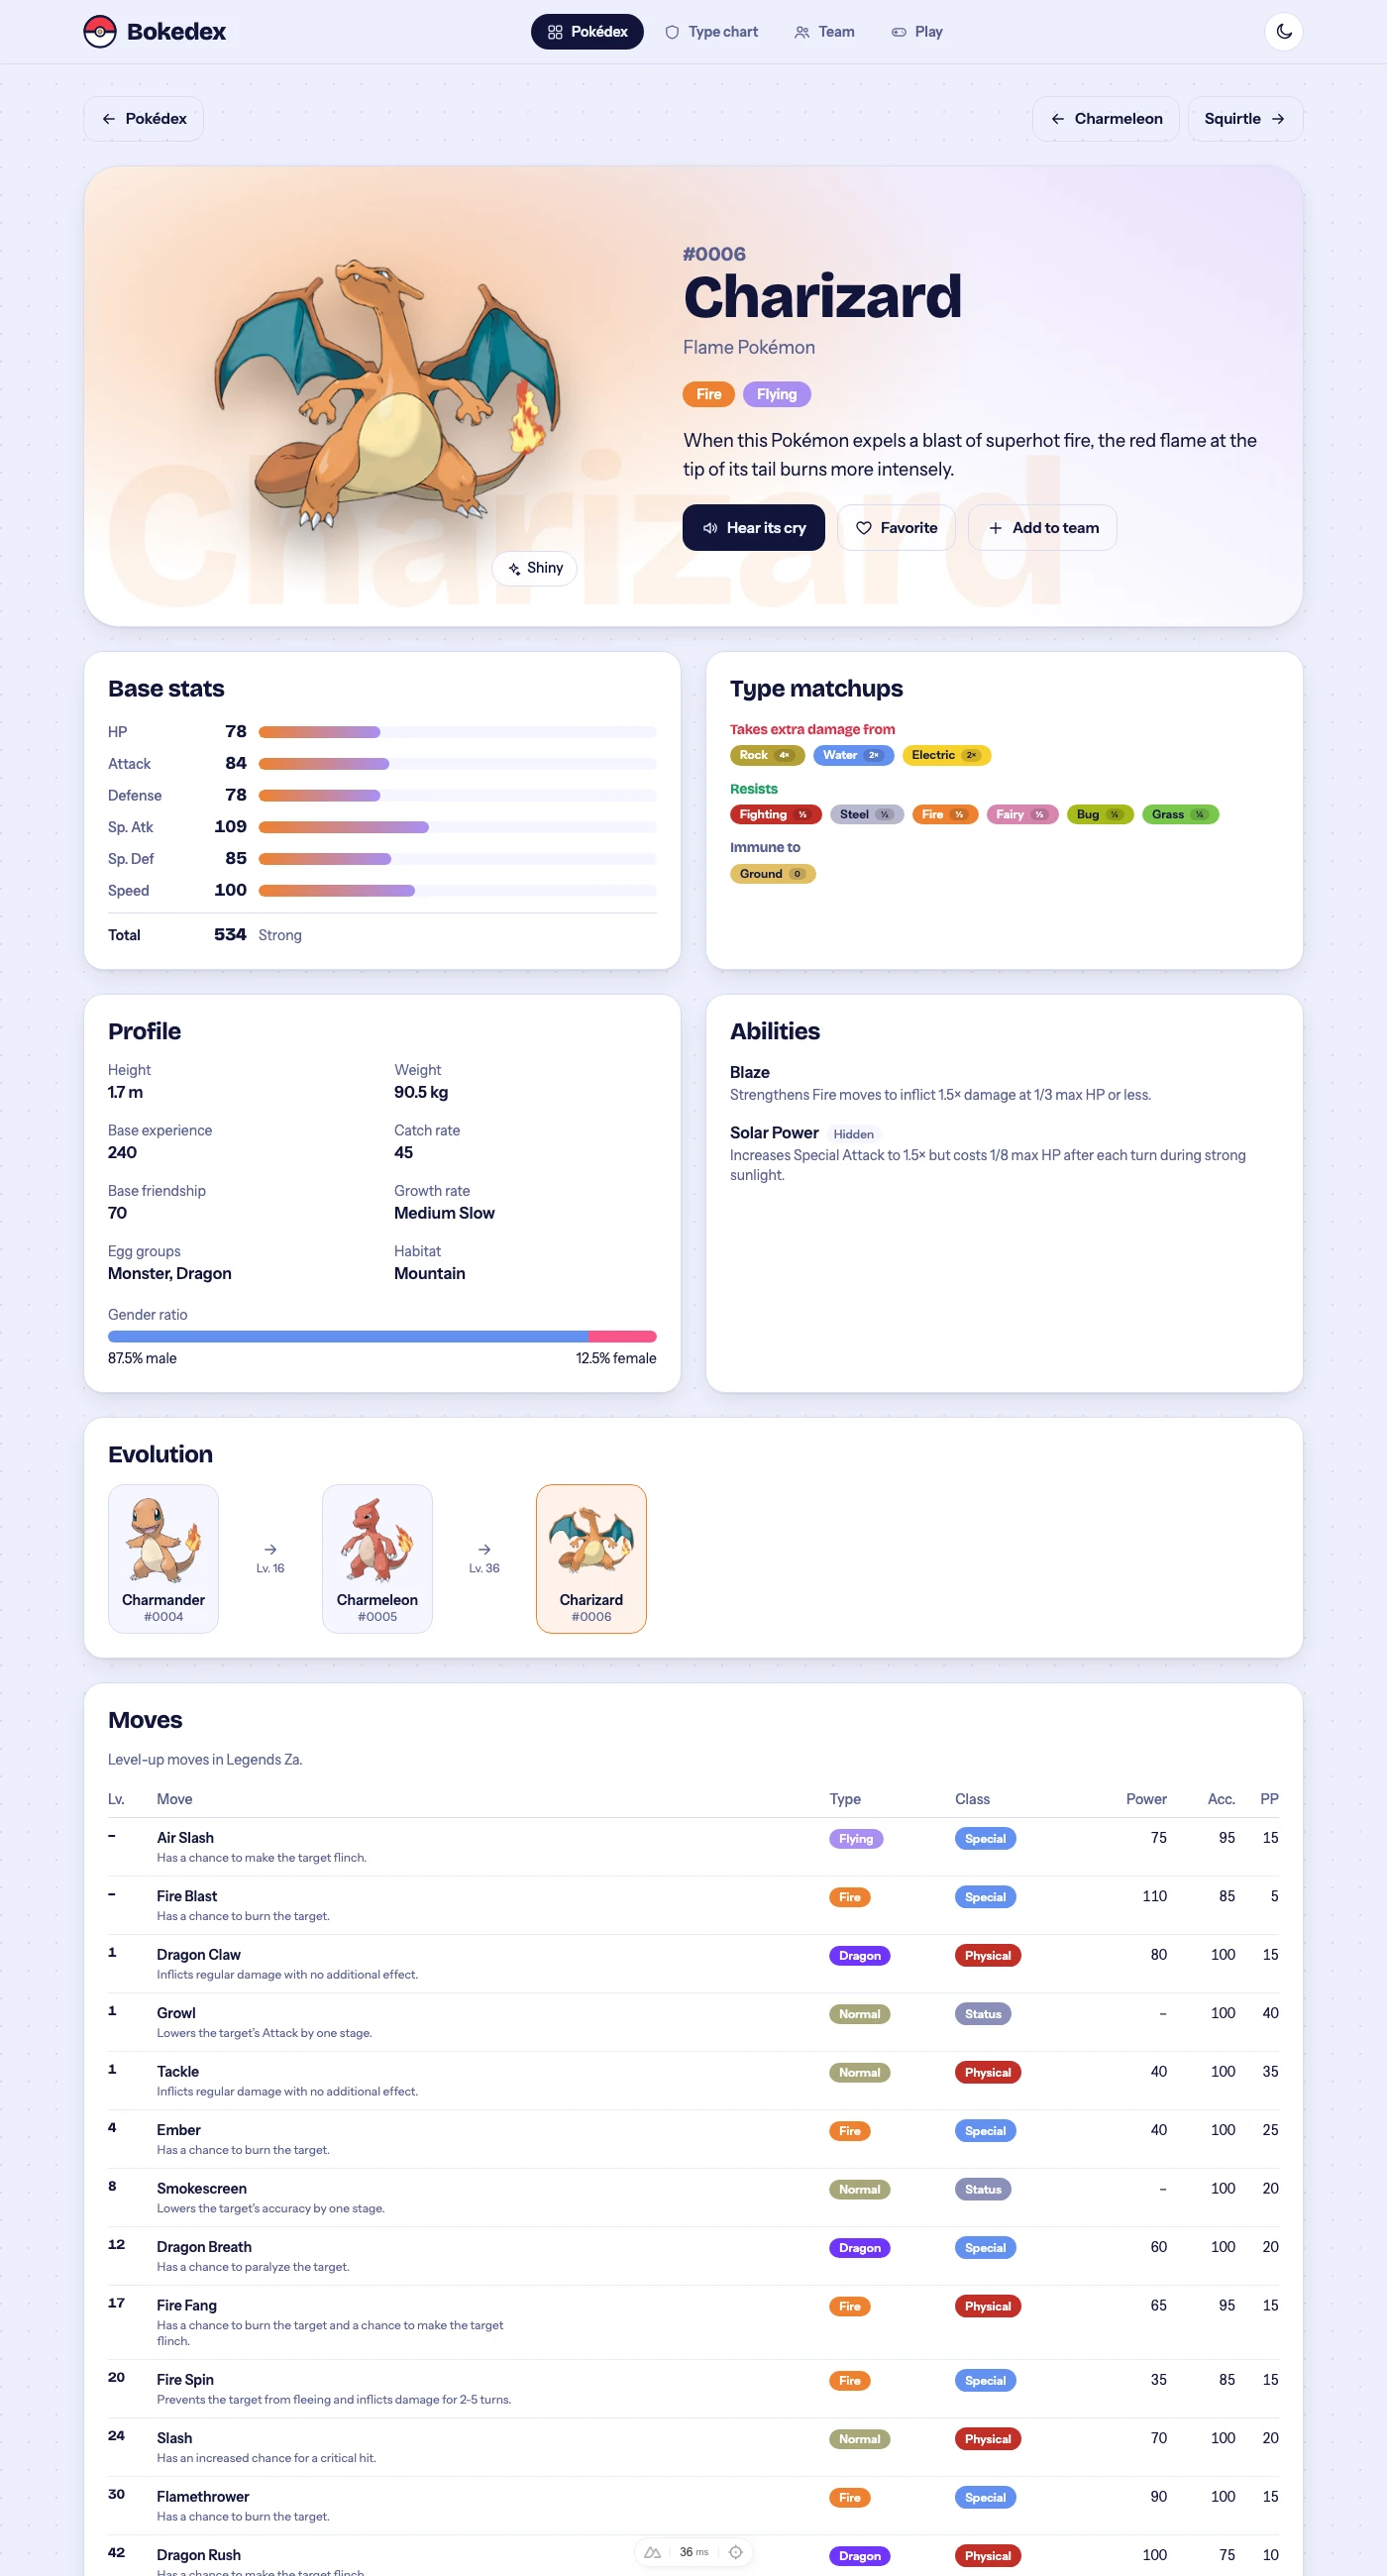 Bokedex
Pokédex
Type chart
Team
Play
← Pokédex
← Charmeleon
Squirtle →
#0006
Charizard
Flame Pokémon
Fire
Flying
When this Pokémon expels a blast of superhot fire, the red flame at the
tip of its tail burns more intensely.
Charizard
Hear its cry
Favorite
+ Add to team
Shiny
Base stats
HP 78
Attack 84
Defense 78
Sp. Atk 109
Sp. Def 85
Speed 100
Total 534 Strong
Type matchups
Takes extra damage from
Rock 4×
Water 2×
Electric 2×
Resists
Fighting ½
Steel ½
Fire ½
Fairy ½
Bug ¼
Grass ¼
Immune to
Ground 0
Profile
Height
1.7 m
Weight
90.5 kg
Base experience
240
Catch rate
45
Base friendship
70
Growth rate
Medium Slow
Egg groups
Monster, Dragon
Habitat
Mountain
Gender ratio
87.5% male
12.5% female
Abilities
Blaze
Strengthens Fire moves to inflict 1.5× damage at 1/3 max HP or less.
Solar Power Hidden
Increases Special Attack to 1.5× but costs 1/8 max HP after each turn during strong
sunlight.
Evolution
Charmander
#0004
→
Lv. 16
Charmeleon
#0005
→
Lv. 36
Charizard
#0006
Moves
Level-up moves in Legends Za.
Lv. Move Type Class Power Acc. PP
– Air Slash Flying Special 75 95 15
Has a chance to make the target flinch.
– Fire Blast Fire Special 110 85 5
Has a chance to burn the target.
1 Dragon Claw Dragon Physical 80 100 15
Inflicts regular damage with no additional effect.
1 Growl Normal Status – 100 40
Lowers the target's Attack by one stage.
1 Tackle Normal Physical 40 100 35
Inflicts regular damage with no additional effect.
4 Ember Fire Special 40 100 25
Has a chance to burn the target.
8 Smokescreen Normal Status – 100 20
Lowers the target's accuracy by one stage.
12 Dragon Breath Dragon Special 60 100 20
Has a chance to paralyze the target.
17 Fire Fang Fire Physical 65 95 15
Has a chance to burn the target and a chance to make the target
flinch.
20 Fire Spin Fire Special 35 85 15
Prevents the target from fleeing and inflicts damage for 2-5 turns.
24 Slash Normal Physical 70 100 20
Has an increased chance for a critical hit.
30 Flamethrower Fire Special 90 100 15
Has a chance to burn the target.
42 Dragon Rush Dragon Physical 100 75 10
Has a chance to make the target flinch.
36 ms